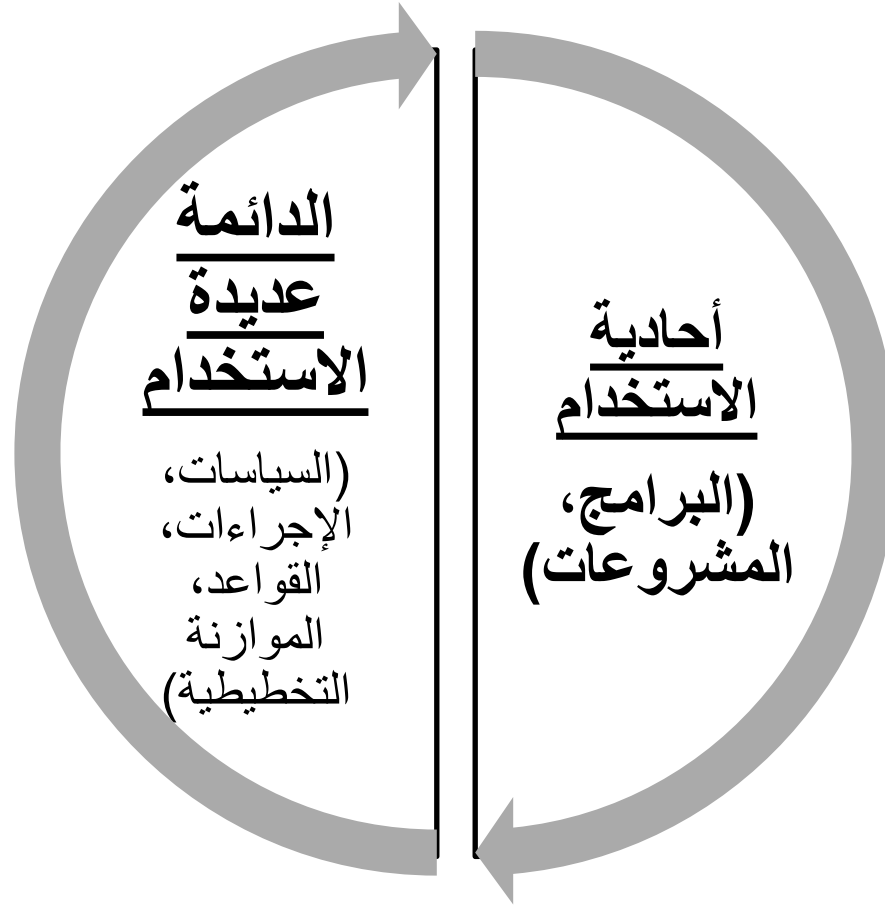 أحادية
الاستخدام
(البرامج،
المشروعات)
الدائمة
عديدة
الاستخدام
(السياسات،
الإجراءات،
القواعد،
الموازنة
التخطيطية)